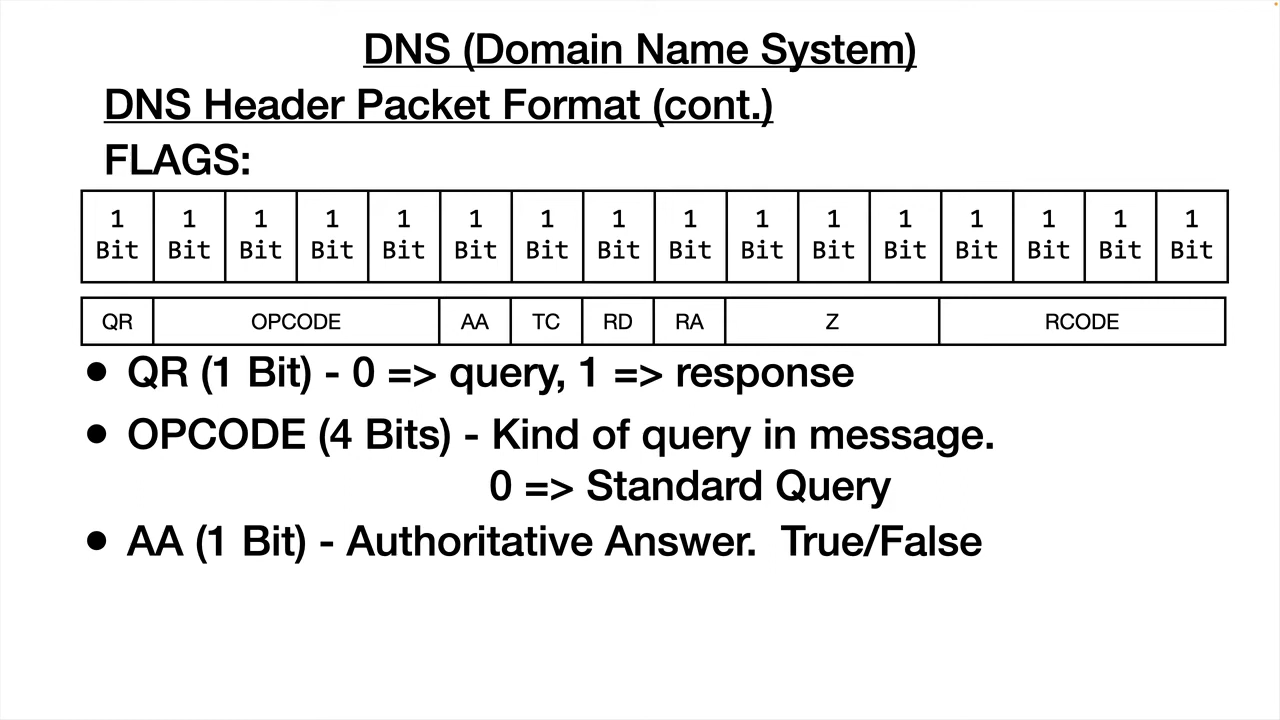 DNS (Domain Name System)
DNS Header Packet Format (cont.)
FLAGS:
1 1 1 1 1 1 1 1 1 1 1 1 1 1 1 1
Bit Bit Bit Bit Bit Bit Bit Bit Bit Bit Bit Bit Bit Bit Bit Bit
QR OPCODE AA TC RD RA Z RCODE
• QR (1 Bit) - 0 => query, 1 => response
• OPCODE (4 Bits) - Kind of query in message.
0 => Standard Query
• AA (1 Bit) - Authoritative Answer. True/False